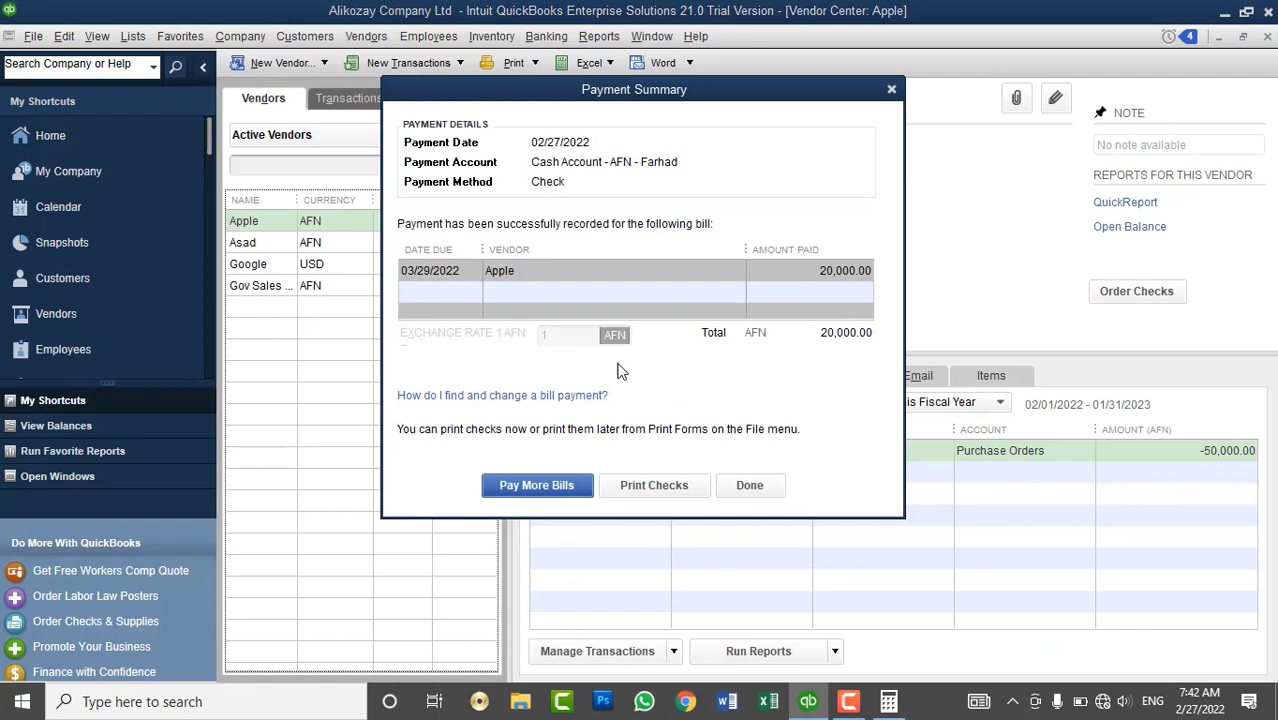 Alikozay Company Ltd - Intuit QuickBooks Enterprise Solutions 21.0 Trial Version - [Vendor Center: Apple]
File Edit View Lists Favorites Company Customers Vendors Employees Inventory Banking Reports Window Help 4
Search Company or Help
New Vendor... New Transactions Print Excel Word
My Shortcuts
Home
My Company
Calendar
Snapshots
Customers
Vendors
Employees
My Shortcuts
View Balances
Run Favorite Reports
Open Windows
Do More With QuickBooks
Get Free Workers Comp Quote
Order Labor Law Posters
Order Checks & Supplies
Promote Your Business
Finance with Confidence
Vendors Transactions
Active Vendors
NAME CURRENCY
Apple AFN
Asad AFN
Google USD
Gov Sales ... AFN
Payment Summary
PAYMENT DETAILS
Payment Date 02/27/2022
Payment Account Cash Account - AFN - Farhad
Payment Method Check
Payment has been successfully recorded for the following bill:
DATE DUE VENDOR AMOUNT PAID
03/29/2022 Apple 20,000.00
EXCHANGE RATE 1 AFN 1 AFN Total AFN 20,000.00
=
How do I find and change a bill payment?
You can print checks now or print them later from Print Forms on the File menu.
Pay More Bills Print Checks Done
NOTE
No note available
REPORTS FOR THIS VENDOR
QuickReport
Open Balance
Order Checks
Email Items
is Fiscal Year 02/01/2022 - 01/31/2023
ACCOUNT AMOUNT (AFN)
Purchase Orders -50,000.00
Manage Transactions Run Reports
Type here to search
ENG
7:42 AM
2/27/2022